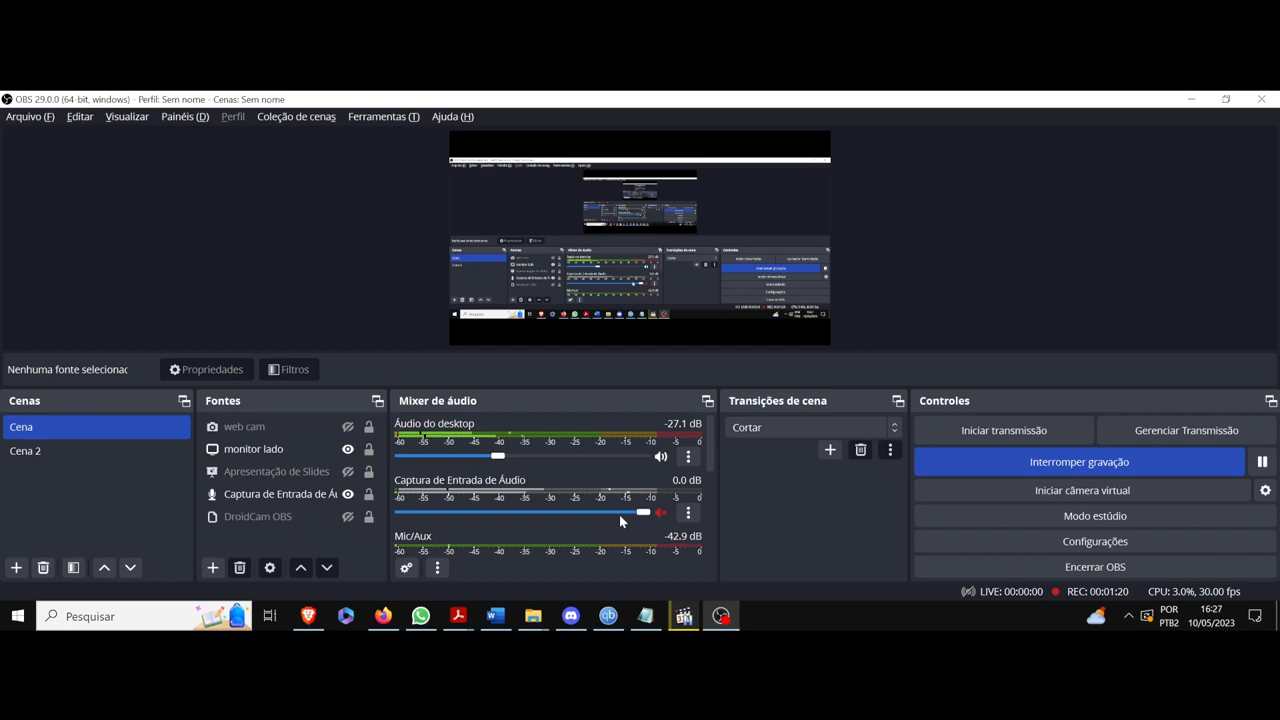 OBS 29.0.0 (64-bit, windows) - Perfil: Sem nome - Cenas: Sem nome
Arquivo (F) Editar Visualizar Painéis (D) Perfil Coleção de cenas Ferramentas (T) Ajuda (H)
Nenhuma fonte selecionac Propriedades Filtros
Cenas
Cena
Cena 2
Fontes
web cam
monitor lado
Apresentação de Slides
Captura de Entrada de Áu
DroidCam OBS
Mixer de áudio
Áudio do desktop -27.1 dB
-60 -55 -50 -45 -40 -35 -30 -25 -20 -15 -10 -5 0
Captura de Entrada de Áudio 0.0 dB
-60 -55 -50 -45 -40 -35 -30 -25 -20 -15 -10 -5 0
Mic/Aux -42.9 dB
-60 -55 -50 -45 -40 -35 -30 -25 -20 -15 -10 -5 0
Transições de cena
Cortar
Controles
Iniciar transmissão Gerenciar Transmissão
Interromper gravação
Iniciar câmera virtual
Modo estúdio
Configurações
Encerrar OBS
LIVE: 00:00:00 REC: 00:01:20 CPU: 3.0%, 30.00 fps
Pesquisar
POR
PTB2
16:27
10/05/2023